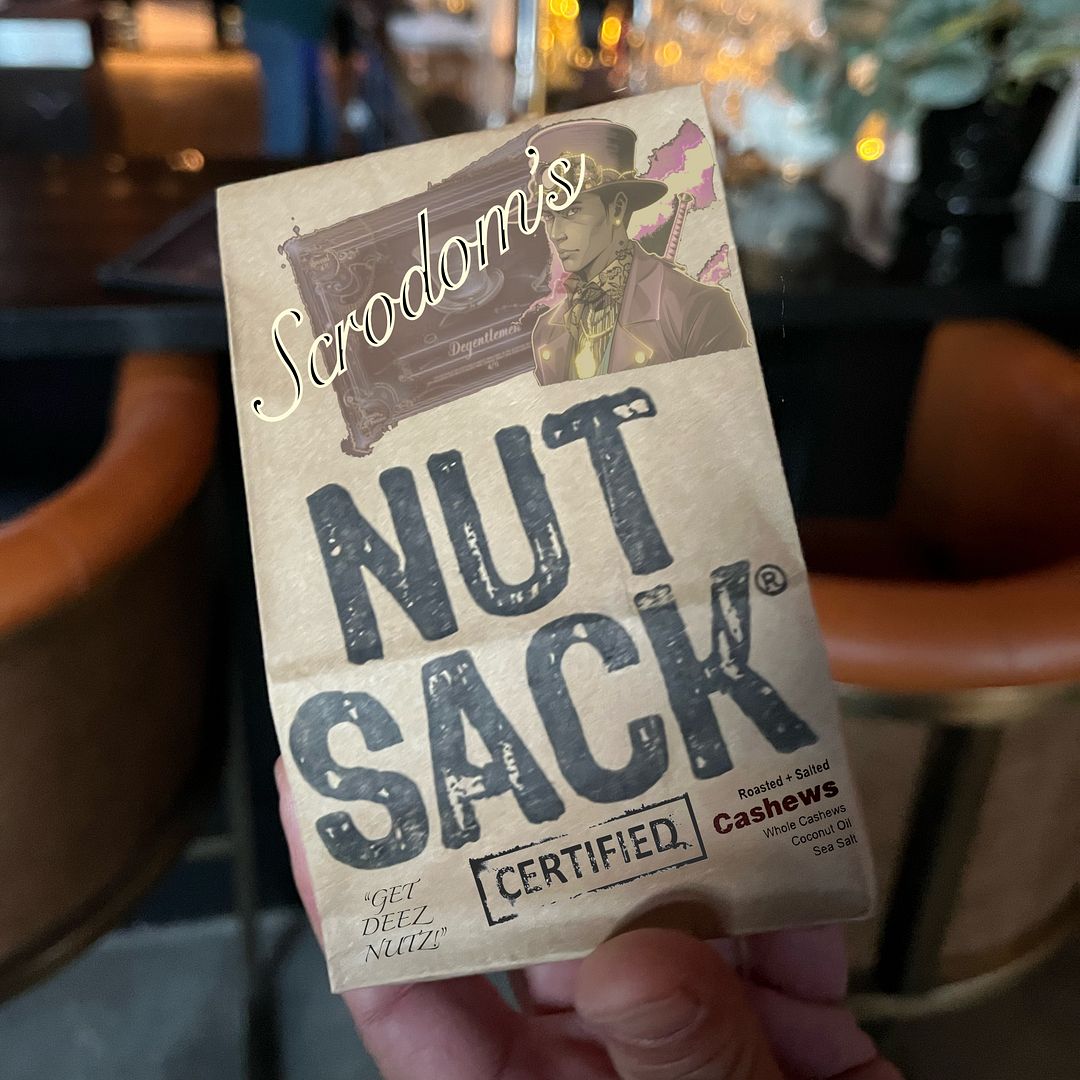 Scrodom's
Degentlemen
NUT
SACK®
Roasted + Salted
Cashews
Whole Cashews
Coconut Oil
Sea Salt
CERTIFIED
"GET
DEEZ
NUTZ!"